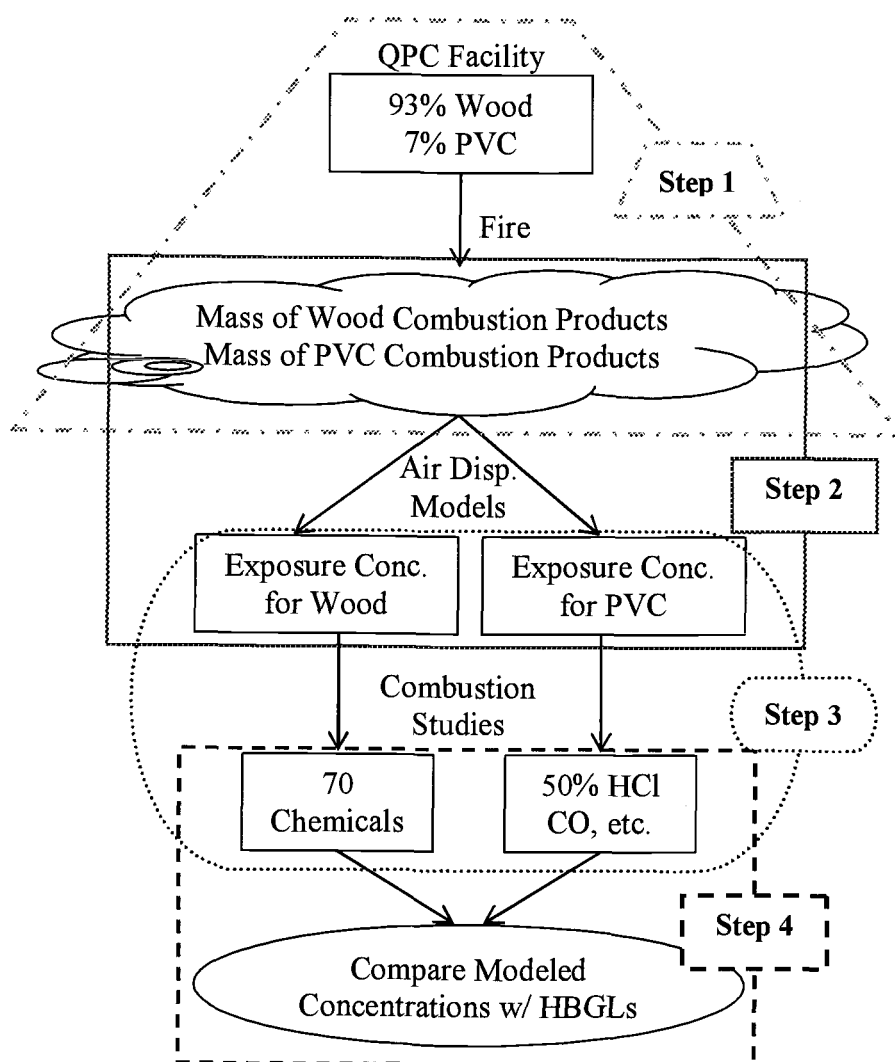 QPC Facility
93% Wood
7% PVC
Step 1
Fire
Mass of Wood Combustion Products
Mass of PVC Combustion Products
Air Disp.
Models
Step 2
Exposure Conc.
for Wood
Exposure Conc.
for PVC
Combustion
Studies
Step 3
70
Chemicals
50% HCl
CO, etc.
Step 4
Compare Modeled
Concentrations w/ HBGLs